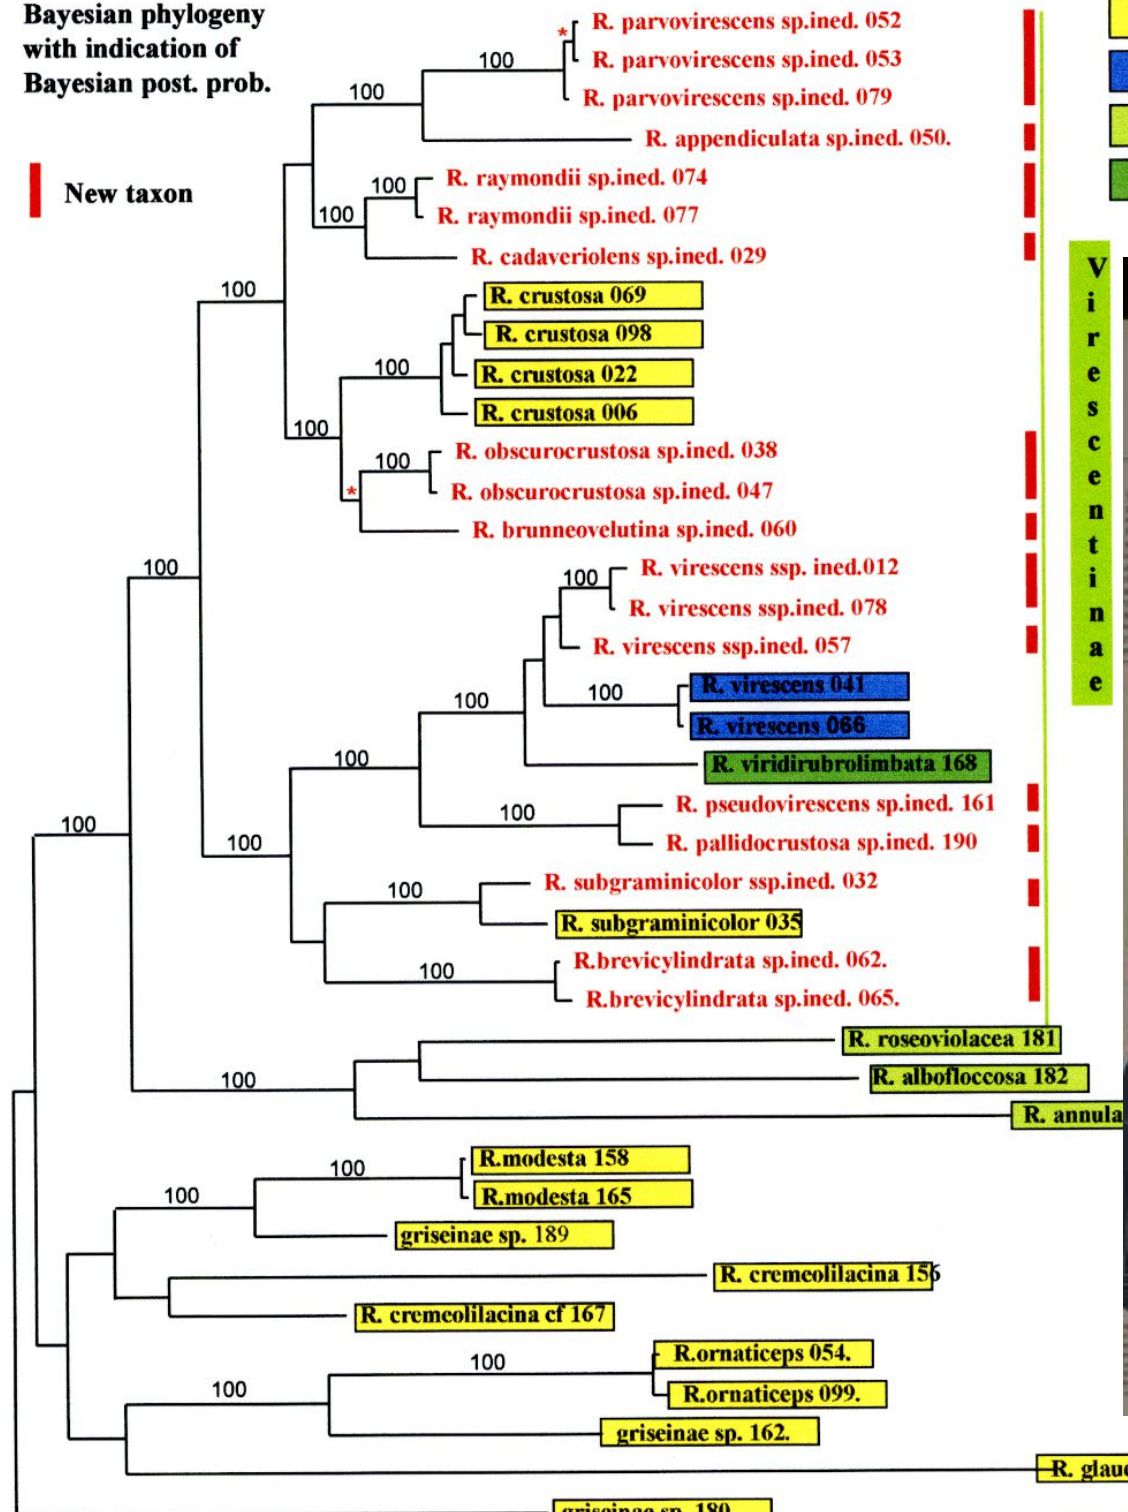 Bayesian phylogeny
with indication of
Bayesian post. prob.
New taxon
R. parvovirescens sp.ined. 052
*
100
R. parvovirescens sp.ined. 053
100
R. parvovirescens sp.ined. 079
R. appendiculata sp.ined. 050.
R. raymondii sp.ined. 074
100
R. raymondii sp.ined. 077
100
R. cadaveriolens sp.ined. 029
100
R. crustosa 069
R. crustosa 098
100
R. crustosa 022
R. crustosa 006
100
R. obscurocrustosa sp.ined. 038
100
*
R. obscurocrustosa sp.ined. 047
R. brunneovelutina sp.ined. 060
100
R. virescens ssp. ined.012
100
R. virescens ssp.ined. 078
R. virescens ssp.ined. 057
R. virescens 041
100
100
R. virescens 066
100
R. viridirubrolimbata 168
R. pseudovirescens sp.ined. 161
100
100
R. pallidocrustosa sp.ined. 190
100
R. subgraminicolor ssp.ined. 032
100
R. subgraminicolor 035
R.brevicylindrata sp.ined. 062.
100
R.brevicylindrata sp.ined. 065.
Virescentinae
R. roseoviolacea 181
100
R. albofloccosa 182
R. annula
R.modesta 158
100
100
R.modesta 165
griseinae sp. 189
R. cremeolilacina 156
R. cremeolilacina cf 167
R.ornaticeps 054.
100
100
R.ornaticeps 099.
griseinae sp. 162.
R. glauc
griseinae sp. 180